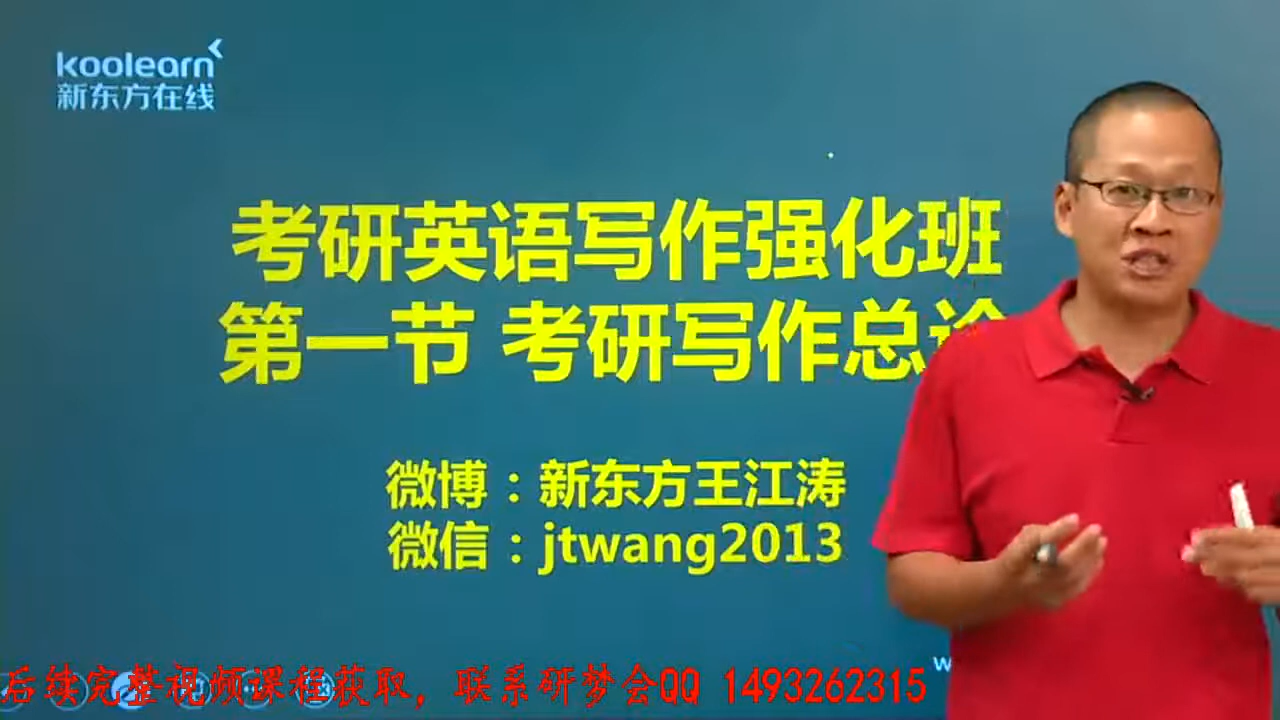 koolearn
新东方在线
考研英语写作强化班
第一节 考研写作总论
微博：新东方王江涛
微信：jtwang2013
w
后续完整视频课程获取，联系研梦会QQ 1493262315